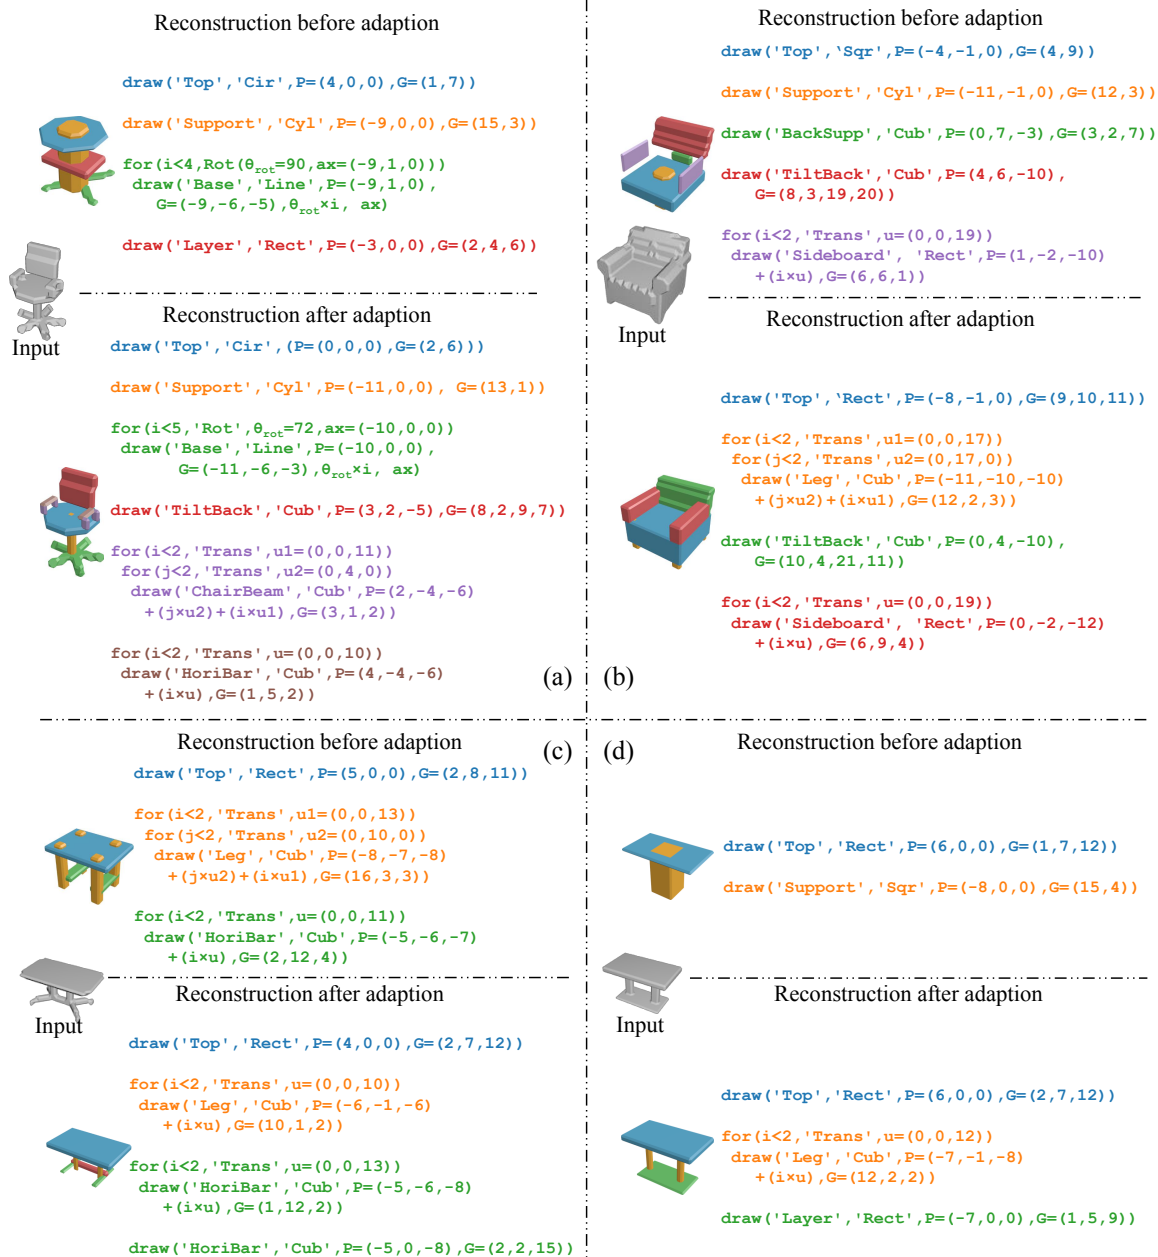 Reconstruction before adaption
draw('Top','Cir',P=(4,0,0),G=(1,7))
draw('Support','Cyl',P=(-9,0,0),G=(15,3))
for(i<4,Rot(θrot=90,ax=(-9,1,0)))
draw('Base','Line',P=(-9,1,0),
G=(-9,-6,-5),θrot×i, ax)
draw('Layer','Rect',P=(-3,0,0),G=(2,4,6))
Input
Reconstruction after adaption
draw('Top','Cir',(P=(0,0,0),G=(2,6)))
draw('Support','Cyl',P=(-11,0,0), G=(13,1))
for(i<5,'Rot',θrot=72,ax=(-10,0,0))
draw('Base','Line',P=(-10,0,0),
G=(-11,-6,-3),θrot×i, ax)
draw('TiltBack','Cub',P=(3,2,-5),G=(8,2,9,7))
for(i<2,'Trans',u1=(0,0,11))
for(j<2,'Trans',u2=(0,4,0))
draw('ChairBeam','Cub',P=(2,-4,-6)
+(j×u2)+(i×u1),G=(3,1,2))
for(i<2,'Trans',u=(0,0,10))
draw('HoriBar','Cub',P=(4,-4,-6)
+(i×u),G=(1,5,2))
(a)
Reconstruction before adaption
draw('Top',‘Sqr',P=(-4,-1,0),G=(4,9))
draw('Support','Cyl',P=(-11,-1,0),G=(12,3))
draw('BackSupp','Cub',P=(0,7,-3),G=(3,2,7))
draw('TiltBack','Cub',P=(4,6,-10),
G=(8,3,19,20))
for(i<2,'Trans',u=(0,0,19))
draw('Sideboard', 'Rect',P=(1,-2,-10)
+(i×u),G=(6,6,1))
Input
Reconstruction after adaption
draw('Top',‘Rect',P=(-8,-1,0),G=(9,10,11))
for(i<2,'Trans',u1=(0,0,17))
for(j<2,'Trans',u2=(0,17,0))
draw('Leg','Cub',P=(-11,-10,-10)
+(j×u2)+(i×u1),G=(12,2,3))
draw('TiltBack','Cub',P=(0,4,-10),
G=(10,4,21,11))
for(i<2,'Trans',u=(0,0,19))
draw('Sideboard', 'Rect',P=(0,-2,-12)
+(i×u),G=(6,9,4))
(b)
Reconstruction before adaption
(c)
draw('Top','Rect',P=(5,0,0),G=(2,8,11))
for(i<2,'Trans',u1=(0,0,13))
for(j<2,'Trans',u2=(0,10,0))
draw('Leg','Cub',P=(-8,-7,-8)
+(j×u2)+(i×u1),G=(16,3,3))
for(i<2,'Trans',u=(0,0,11))
draw('HoriBar','Cub',P=(-5,-6,-7)
+(i×u),G=(2,12,4))
Input
Reconstruction after adaption
draw('Top','Rect',P=(4,0,0),G=(2,7,12))
for(i<2,'Trans',u=(0,0,10))
draw('Leg','Cub',P=(-6,-1,-6)
+(i×u),G=(10,1,2))
for(i<2,'Trans',u=(0,0,13))
draw('HoriBar','Cub',P=(-5,-6,-8)
+(i×u),G=(1,12,2))
draw('HoriBar','Cub',P=(-5,0,-8),G=(2,2,15))
(d)
Reconstruction before adaption
draw('Top','Rect',P=(6,0,0),G=(1,7,12))
draw('Support','Sqr',P=(-8,0,0),G=(15,4))
Input
Reconstruction after adaption
draw('Top','Rect',P=(6,0,0),G=(2,7,12))
for(i<2,'Trans',u=(0,0,12))
draw('Leg','Cub',P=(-7,-1,-8)
+(i×u),G=(12,2,2))
draw('Layer','Rect',P=(-7,0,0),G=(1,5,9))